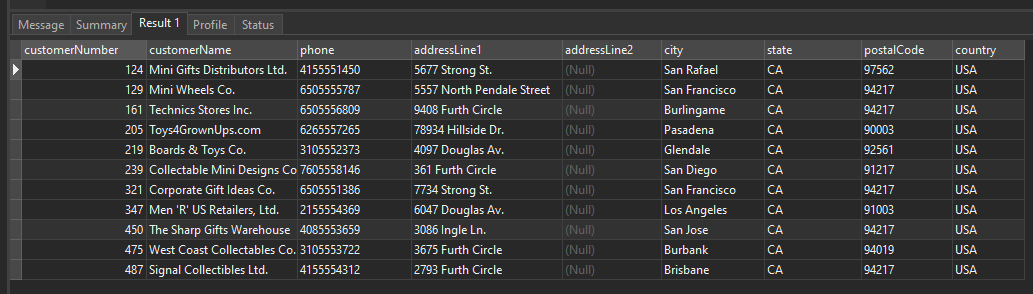 Message Summary Result 1 Profile Status
customerNumber customerName phone addressLine1 addressLine2 city state postalCode country
124 Mini Gifts Distributors Ltd. 4155551450 5677 Strong St. (Null) San Rafael CA 97562 USA
129 Mini Wheels Co. 6505555787 5557 North Pendale Street (Null) San Francisco CA 94217 USA
161 Technics Stores Inc. 6505556809 9408 Furth Circle (Null) Burlingame CA 94217 USA
205 Toys4GrownUps.com 6265557265 78934 Hillside Dr. (Null) Pasadena CA 90003 USA
219 Boards & Toys Co. 3105552373 4097 Douglas Av. (Null) Glendale CA 92561 USA
239 Collectable Mini Designs Co 7605558146 361 Furth Circle (Null) San Diego CA 91217 USA
321 Corporate Gift Ideas Co. 6505551386 7734 Strong St. (Null) San Francisco CA 94217 USA
347 Men 'R' US Retailers, Ltd. 2155554369 6047 Douglas Av. (Null) Los Angeles CA 91003 USA
450 The Sharp Gifts Warehouse 4085553659 3086 Ingle Ln. (Null) San Jose CA 94217 USA
475 West Coast Collectables Co. 3105553722 3675 Furth Circle (Null) Burbank CA 94019 USA
487 Signal Collectibles Ltd. 4155554312 2793 Furth Circle (Null) Brisbane CA 94217 USA